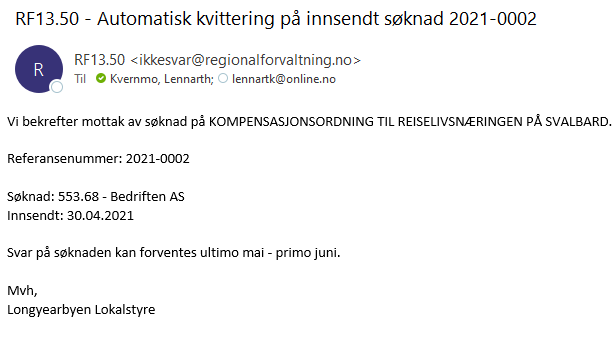 RF13.50 - Automatisk kvittering på innsendt søknad 2021-0002
R
RF13.50 <ikkesvar@regionalforvaltning.no>
Til Kvernmo, Lennarth; lennartk@online.no
Vi bekrefter mottak av søknad på KOMPENSASJONSORDNING TIL REISELIVSNÆRINGEN PÅ SVALBARD.
Referansenummer: 2021-0002
Søknad: 553.68 - Bedriften AS
Innsendt: 30.04.2021
Svar på søknaden kan forventes ultimo mai - primo juni.
Mvh,
Longyearbyen Lokalstyre